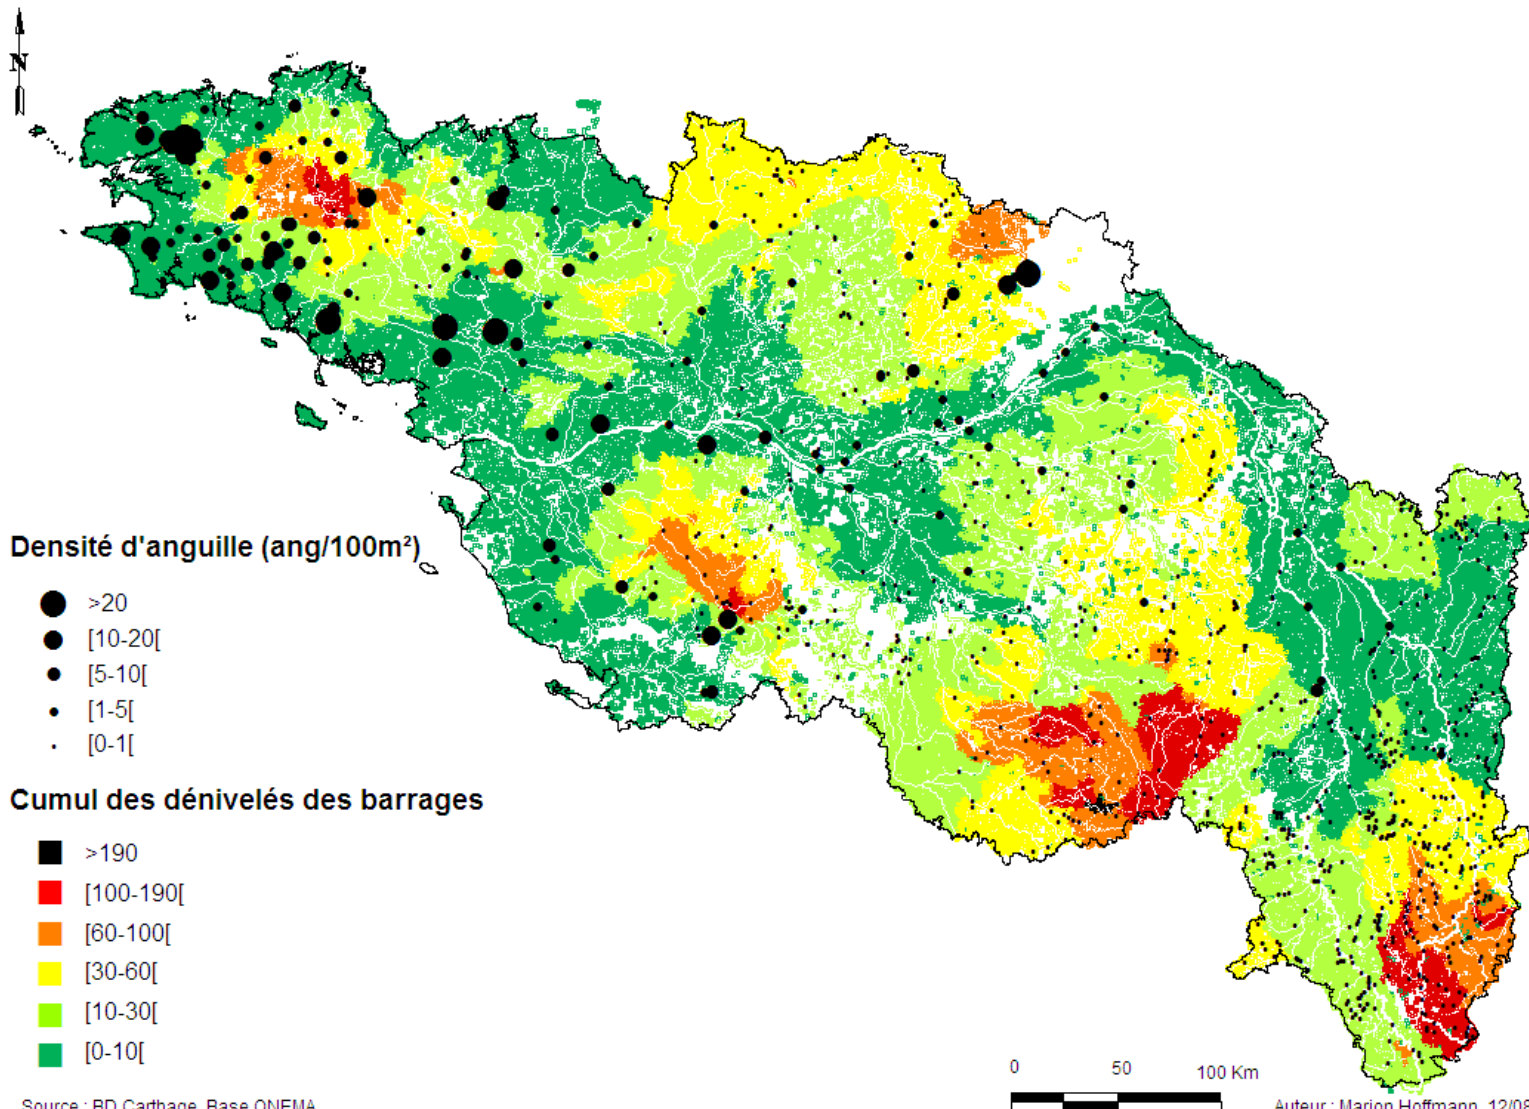 N
Densité d'anguille (ang/100m²)
>20
[10-20[
[5-10[
[1-5[
[0-1[
Cumul des dénivelés des barrages
>190
[100-190[
[60-100[
[30-60[
[10-30[
[0-10[
0 50 100 Km
Source : BD Carthage, Base ONEMA
Auteur : Marion Hoffmann, 12/08